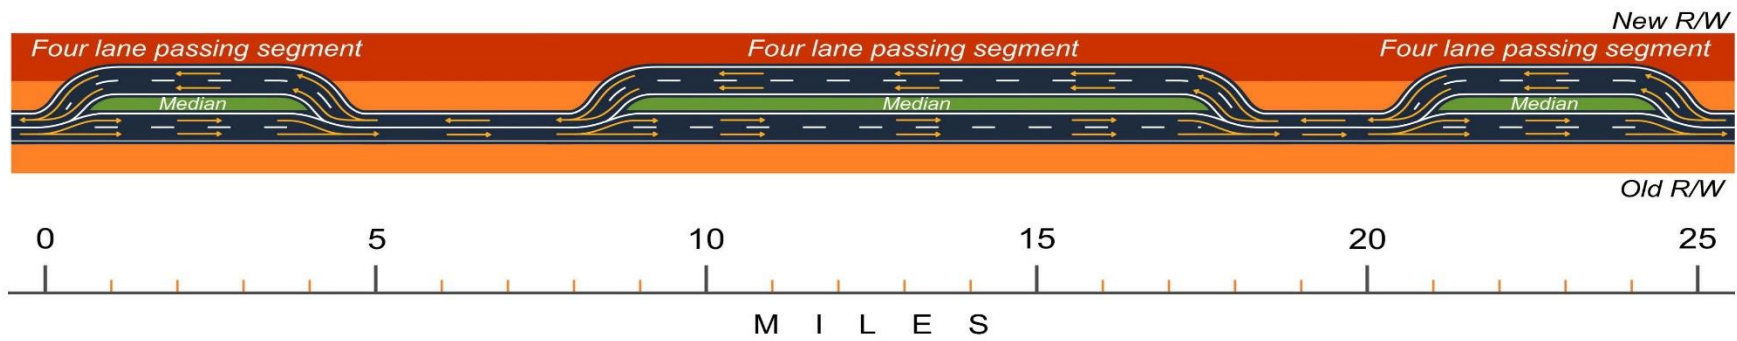 New R/W
Four lane passing segment Four lane passing segment Four lane passing segment
Median Median Median
Old R/W
0 5 10 15 20 25
MILES